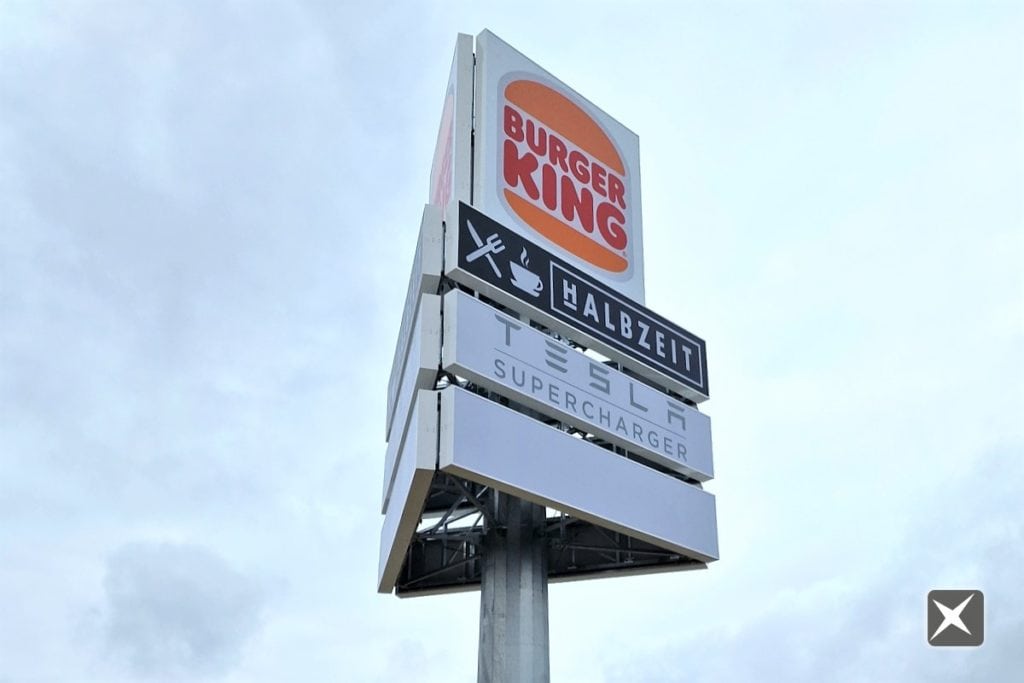 BURGER
KING
HALBZEIT
TESLA
SUPERCHARGER